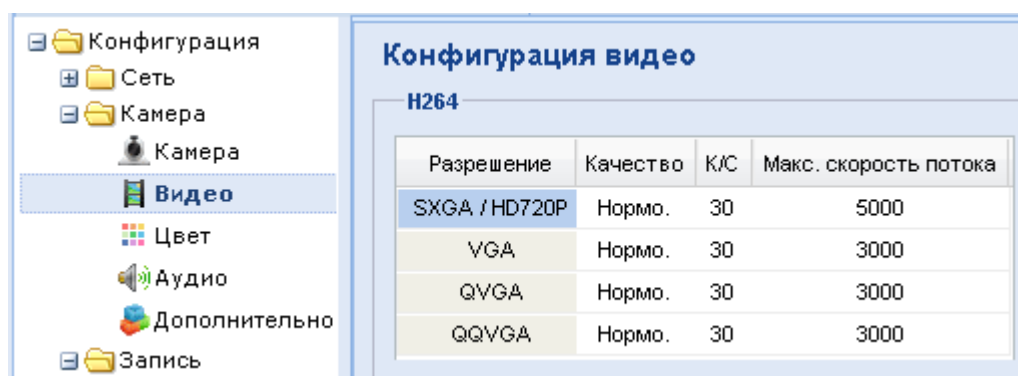 Конфигурация
Сеть
Камера
Камера
Видео
Цвет
Аудио
Дополнительно
Запись
Конфигурация видео
H264
Разрешение Качество К/С Макс. скорость потока
SXGA / HD720P Нормо. 30 5000
VGA Нормо. 30 3000
QVGA Нормо. 30 3000
QQVGA Нормо. 30 3000